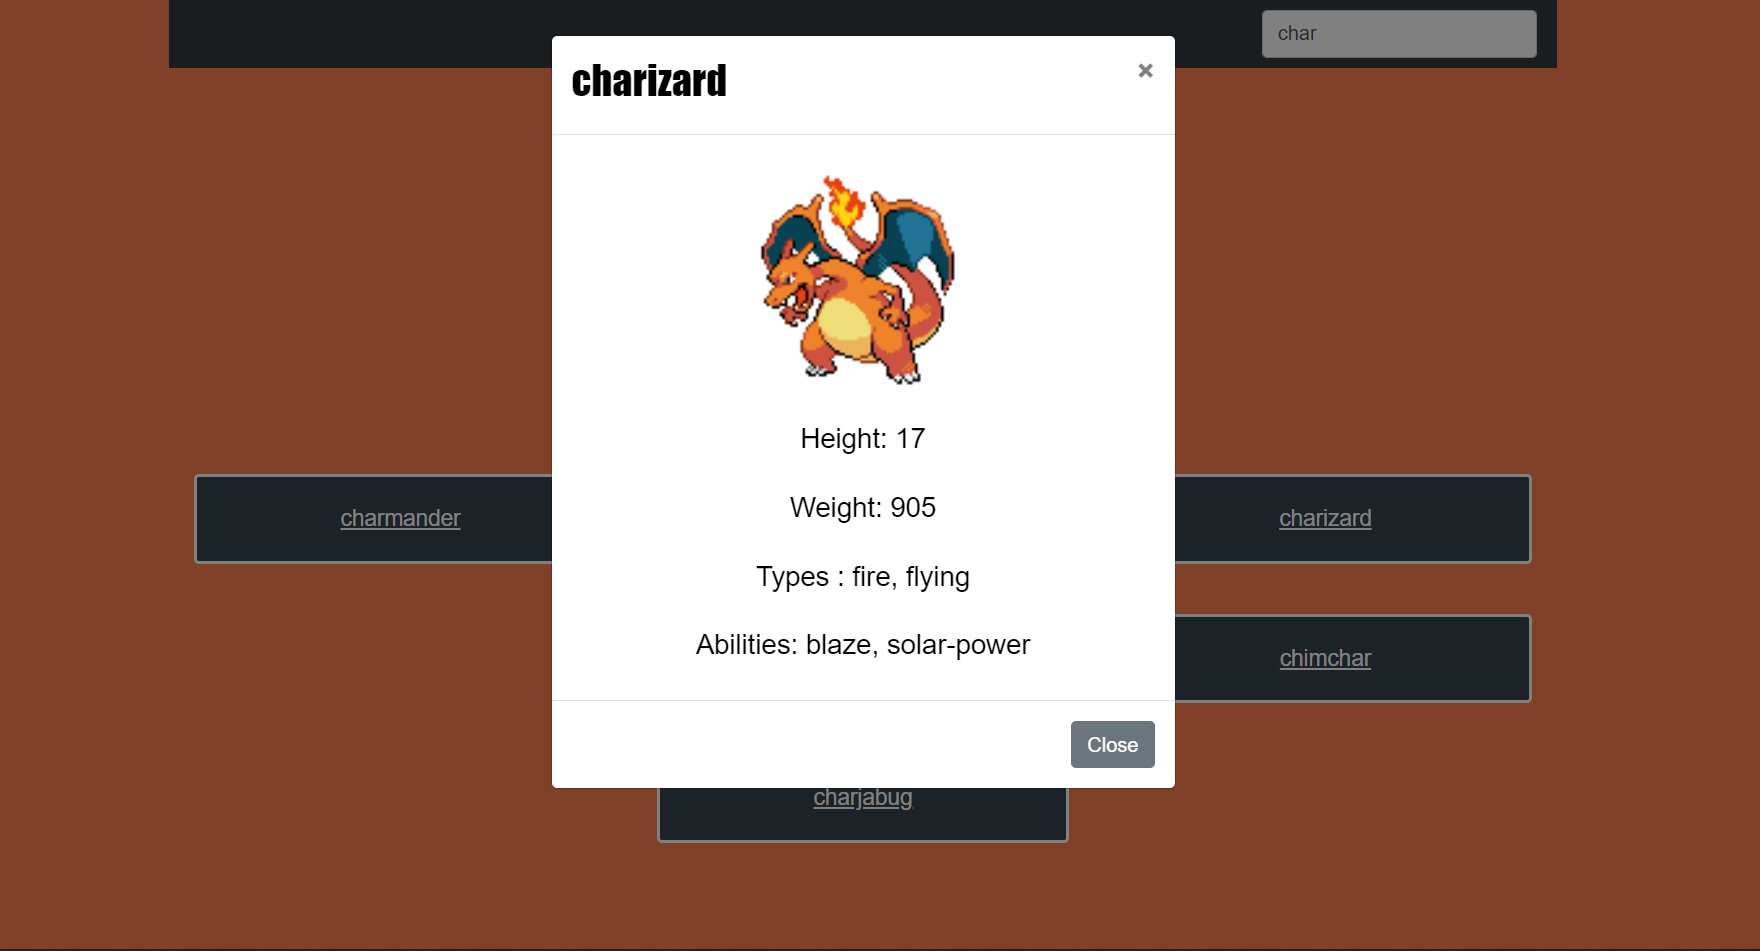 char
charizard
×
Height: 17
Weight: 905
Types : fire, flying
Abilities: blaze, solar-power
Close
charmander
charizard
chimchar
charjabug